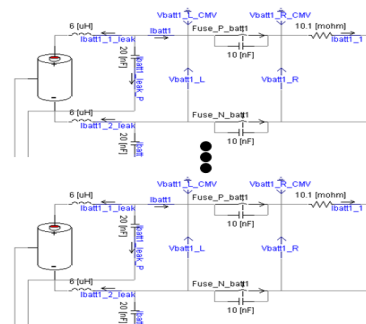 Vbatt1_L_CMV Vbatt1_R_CMV
6 [uH] Ibatt1 Fuse_P_batt1 10.1 [mohm]
Ibatt1_1_leak 20 [nF] Ibatt1_leak_P 10 [nF] Ibatt1_1
Vbatt1_L Vbatt1_R
6 [uH] Fuse_N_batt1
Ibatt1_2_leak 20 [nF] Ibatt 10 [nF]
Vbatt1_L_CMV Vbatt1_R_CMV
6 [uH] Ibatt1 Fuse_P_batt1 10.1 [mohm]
Ibatt1_1_leak 20 [nF] Ibatt1_leak_P 10 [nF] Ibatt1_1
Vbatt1_L Vbatt1_R
6 [uH] Fuse_N_batt1
Ibatt1_2_leak 20 [nF] Ibatt 10 [nF]